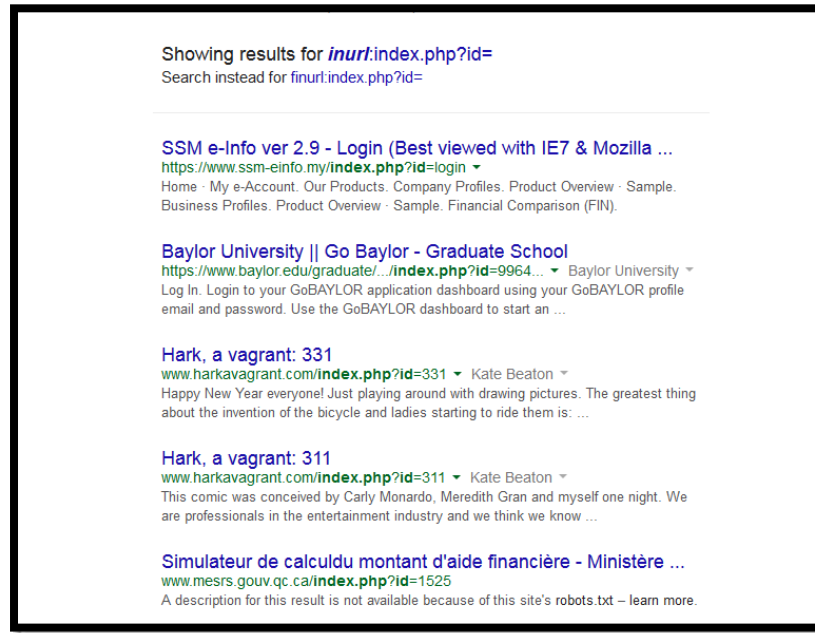 Showing results for inurl:index.php?id=
Search instead for finurl:index.php?id=
SSM e-Info ver 2.9 - Login (Best viewed with IE7 & Mozilla ...
https://www.ssm-einfo.my/index.php?id=login
Home · My e-Account. Our Products. Company Profiles. Product Overview · Sample.
Business Profiles. Product Overview · Sample. Financial Comparison (FIN).
Baylor University || Go Baylor - Graduate School
https://www.baylor.edu/graduate/.../index.php?id=9964... Baylor University
Log In. Login to your GoBAYLOR application dashboard using your GoBAYLOR profile
email and password. Use the GoBAYLOR dashboard to start an ...
Hark, a vagrant: 331
www.harkavagrant.com/index.php?id=331 Kate Beaton
Happy New Year everyone! Just playing around with drawing pictures. The greatest thing
about the invention of the bicycle and ladies starting to ride them is: ...
Hark, a vagrant: 311
www.harkavagrant.com/index.php?id=311 Kate Beaton
This comic was conceived by Carly Monardo, Meredith Gran and myself one night. We
are professionals in the entertainment industry and we think we know ...
Simulateur de calculdu montant d'aide financière - Ministère ...
www.mesrs.gouv.qc.ca/index.php?id=1525
A description for this result is not available because of this site's robots.txt – learn more.